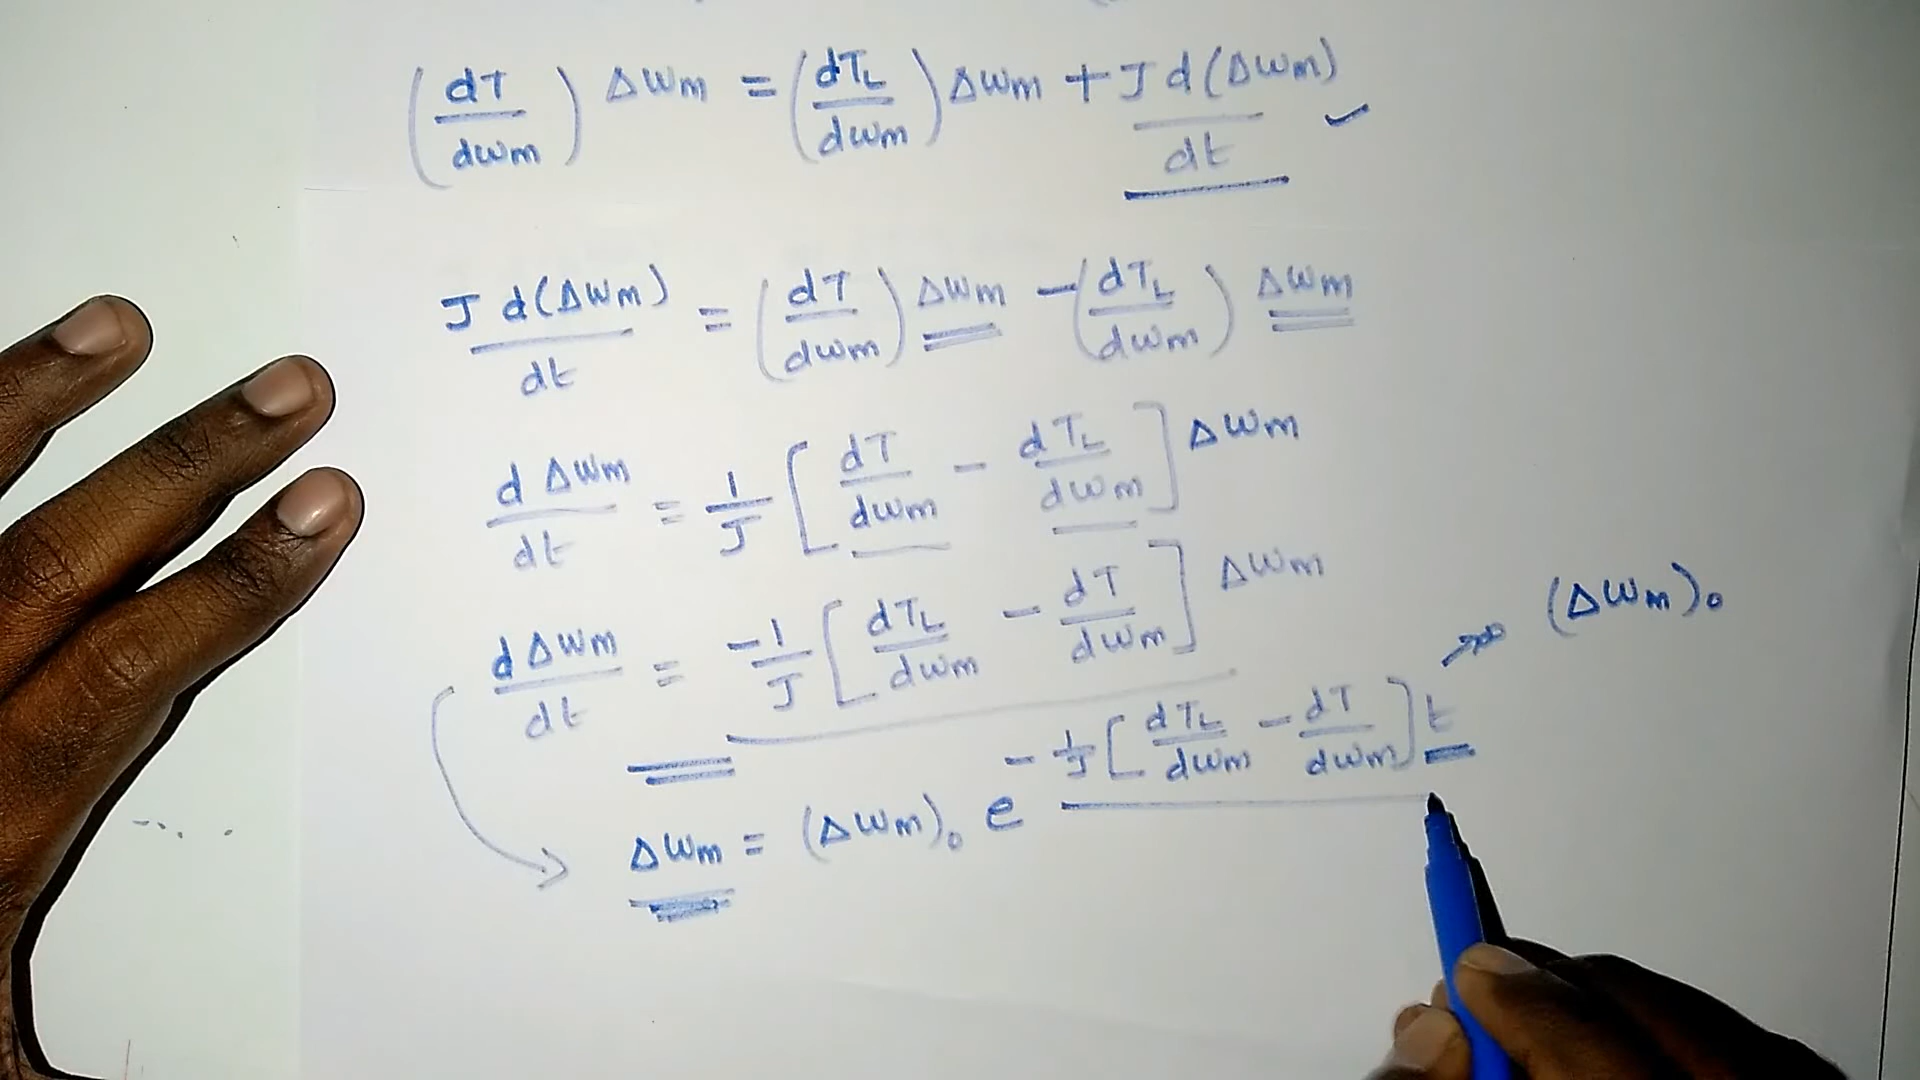 (dT/dωm) Δωm = (dTL/dωm) Δωm + J d(Δωm)/dt
J d(Δωm)/dt = (dT/dωm) Δωm - (dTL/dωm) Δωm
d Δωm/dt = 1/J [dT/dωm - dTL/dωm] Δωm
d Δωm/dt = -1/J [dTL/dωm - dT/dωm] Δωm
(Δωm)₀
Δωm = (Δωm)₀ e^(-1/J [dTL/dωm - dT/dωm] t)